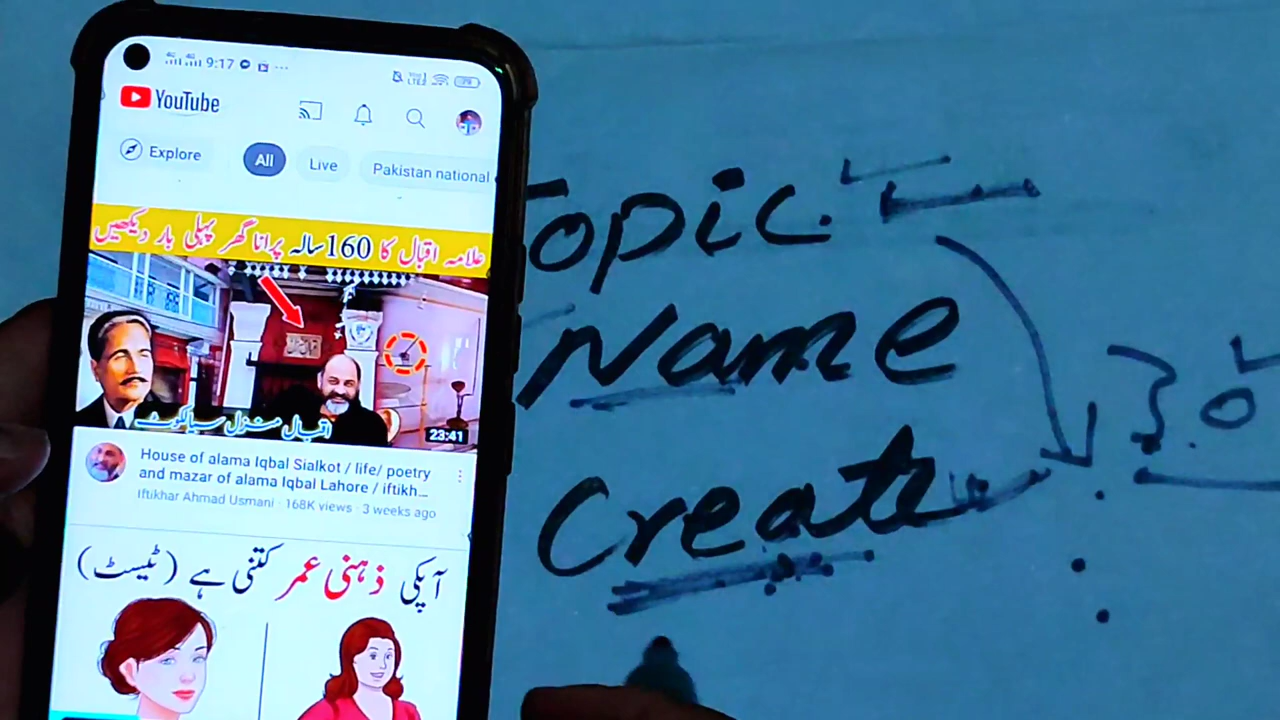 9:17
YouTube
Explore
All
Live
Pakistan national
علامہ اقبال کا 160 سالہ پرانا گھر پہلی بار دیکھیں
اقبال منزل سیالکوٹ
23:41
House of alama Iqbal Sialkot / life/ poetry
and mazar of alama Iqbal Lahore / iftikh...
Iftikhar Ahmad Usmani · 168K views · 3 weeks ago
آپکی ذہنی عمر کتنی ہے (ٹیسٹ)
Topic
Name
Create